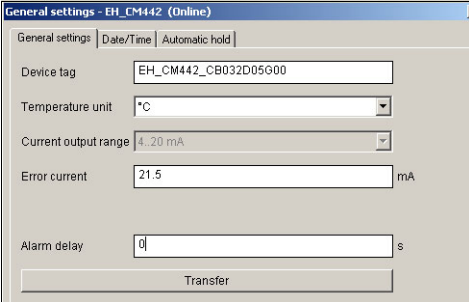 General settings - EH_CM442 (Online)
General settings Date/Time Automatic hold
Device tag EH_CM442_CB032D05G00
Temperature unit °C
Current output range 4..20 mA
Error current 21.5 mA
Alarm delay 0 s
Transfer